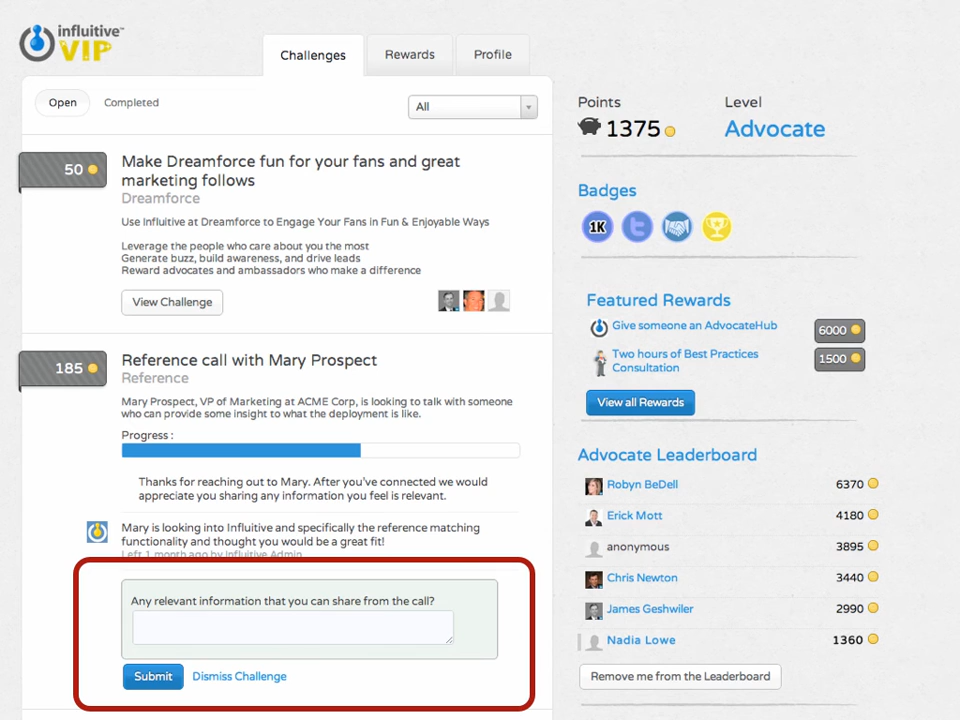 influitive™
VIP
Challenges
Rewards
Profile
Open
Completed
All
50
Make Dreamforce fun for your fans and great
marketing follows
Dreamforce
Use Influitive at Dreamforce to Engage Your Fans in Fun & Enjoyable Ways
Leverage the people who care about you the most
Generate buzz, build awareness, and drive leads
Reward advocates and ambassadors who make a difference
View Challenge
185
Reference call with Mary Prospect
Reference
Mary Prospect, VP of Marketing at ACME Corp, is looking to talk with someone
who can provide some insight to what the deployment is like.
Progress :
Thanks for reaching out to Mary. After you've connected we would
appreciate you sharing any information you feel is relevant.
Mary is looking into Influitive and specifically the reference matching
functionality and thought you would be a great fit!
Left 1 month ago by Influitive Admin
Any relevant information that you can share from the call?
Submit
Dismiss Challenge
Points
Level
1375
Advocate
Badges
1K
Featured Rewards
Give someone an AdvocateHub
6000
Two hours of Best Practices
Consultation
1500
View all Rewards
Advocate Leaderboard
Robyn BeDell
6370
Erick Mott
4180
anonymous
3895
Chris Newton
3440
James Geshwiler
2990
Nadia Lowe
1360
Remove me from the Leaderboard